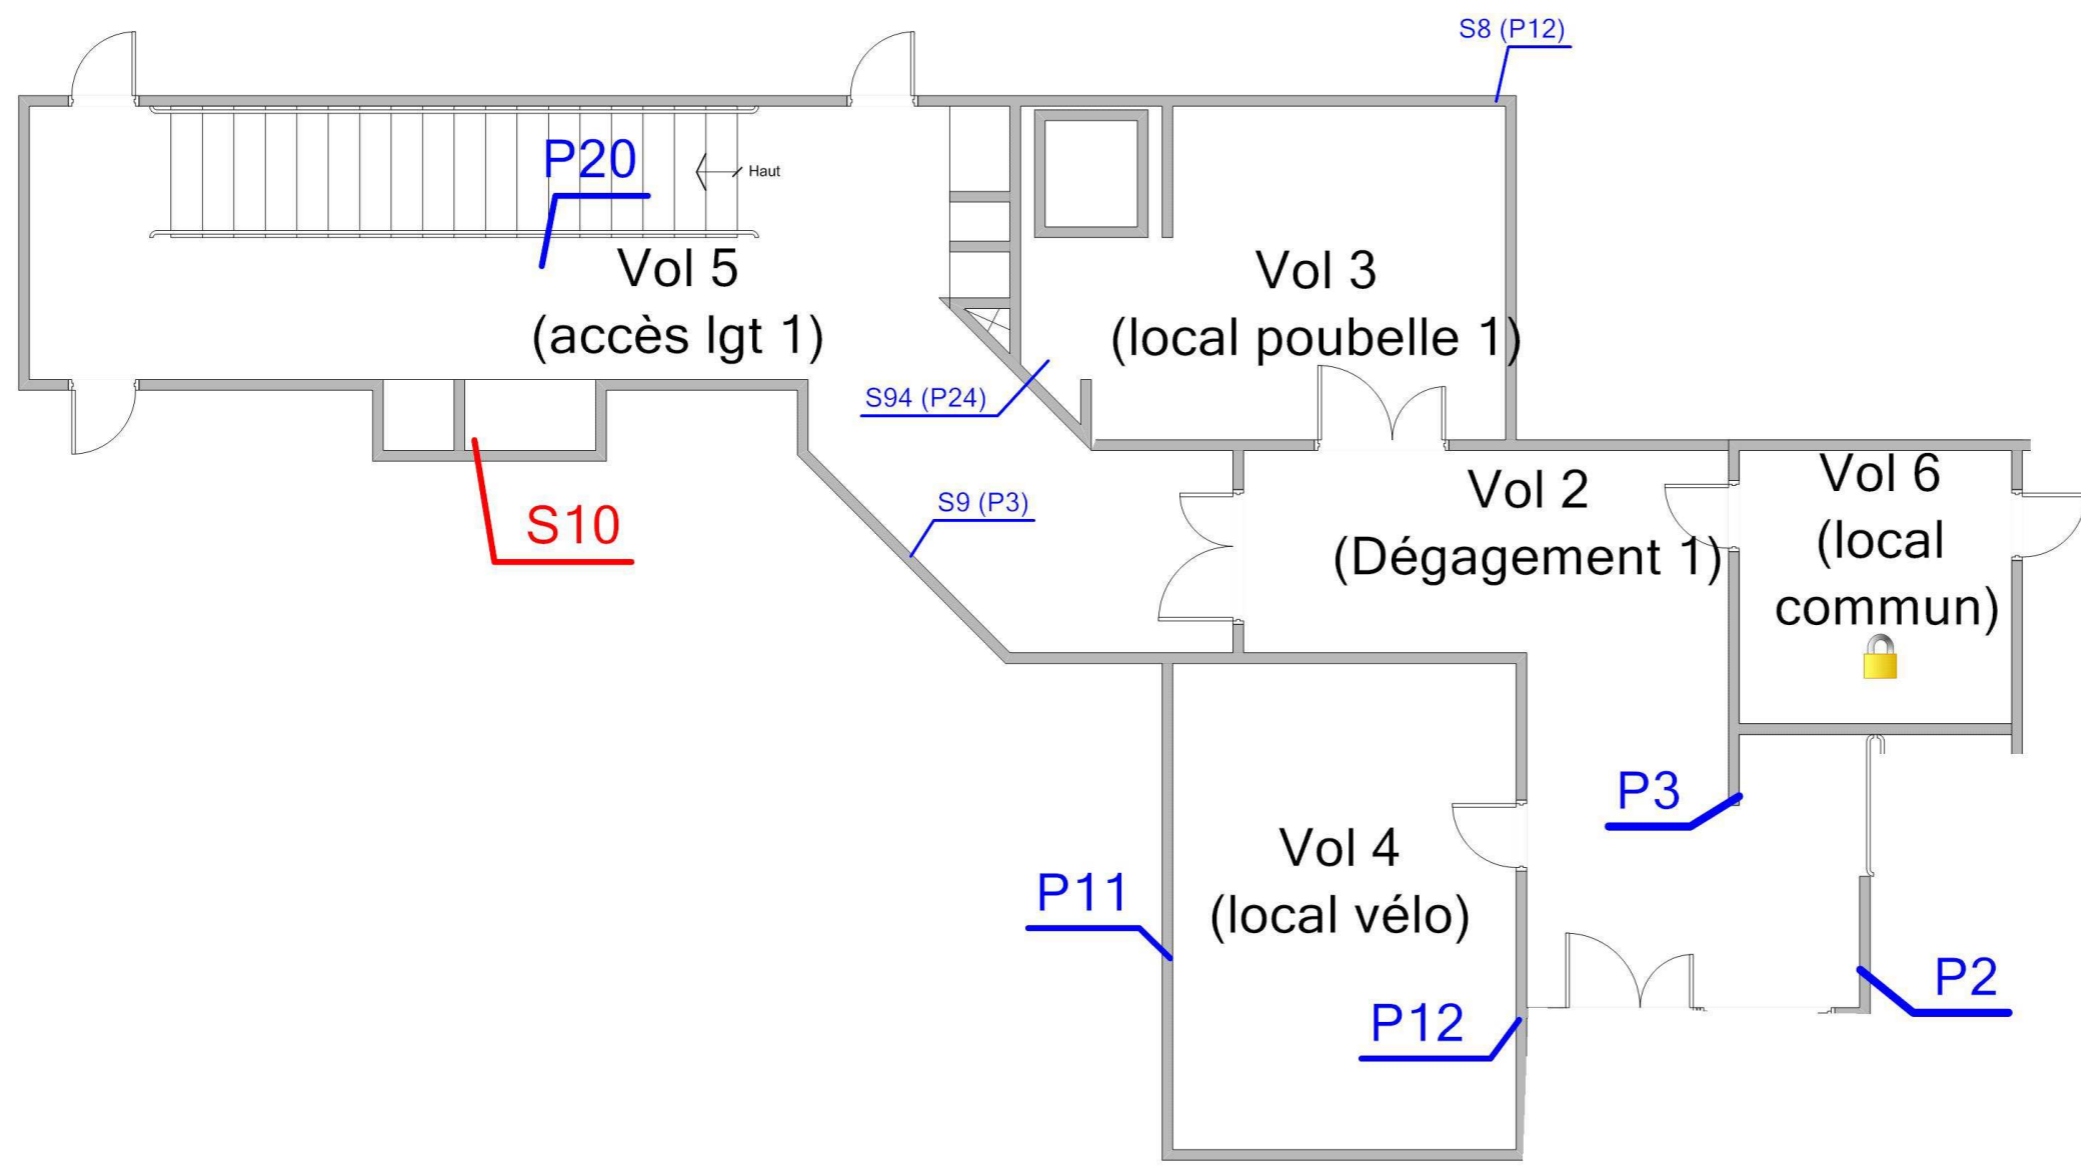 S8 (P12)
P20
Haut
Vol 5
(accès lgt 1)
Vol 3
(local poubelle 1)
S94 (P24)
S10
S9 (P3)
Vol 2
(Dégagement 1)
Vol 6
(local
commun)
P3
Vol 4
(local vélo)
P11
P12
P2